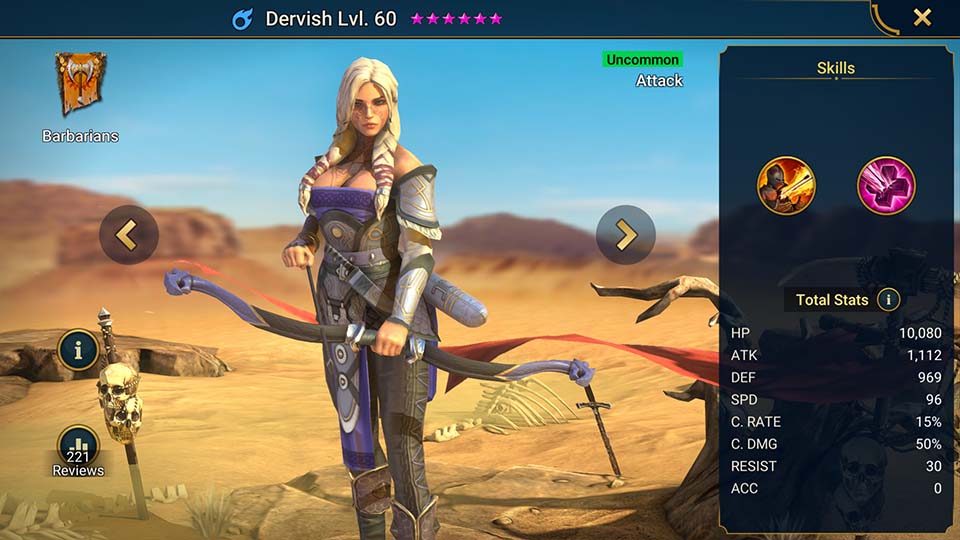 Dervish Lvl. 60
Barbarians
Uncommon
Attack
221
Reviews
Skills
Total Stats
HP 10,080
ATK 1,112
DEF 969
SPD 96
C. RATE 15%
C. DMG 50%
RESIST 30
ACC 0